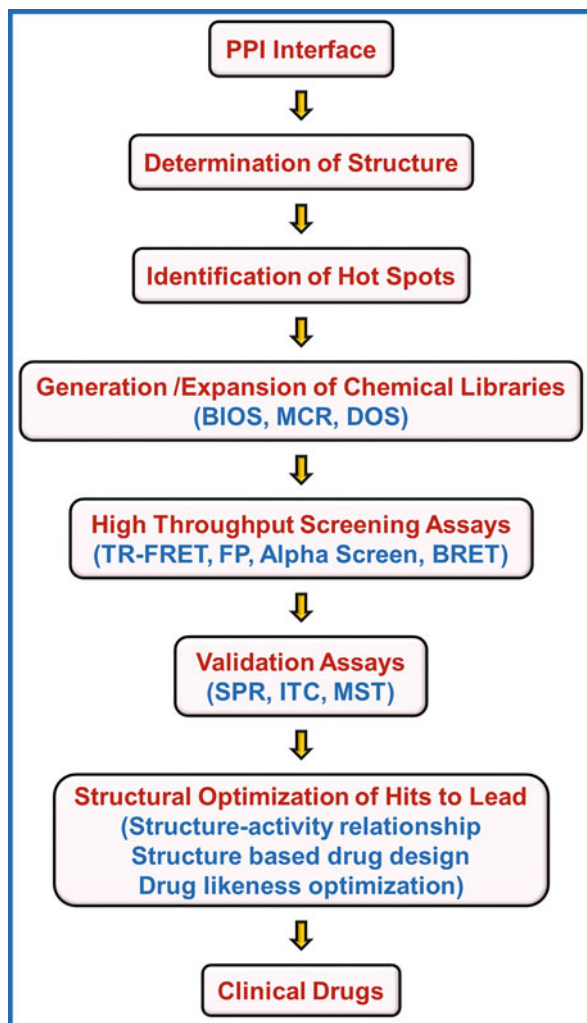 PPI Interface
Determination of Structure
Identification of Hot Spots
Generation /Expansion of Chemical Libraries
(BIOS, MCR, DOS)
High Throughput Screening Assays
(TR-FRET, FP, Alpha Screen, BRET)
Validation Assays
(SPR, ITC, MST)
Structural Optimization of Hits to Lead
(Structure-activity relationship
Structure based drug design
Drug likeness optimization)
Clinical Drugs